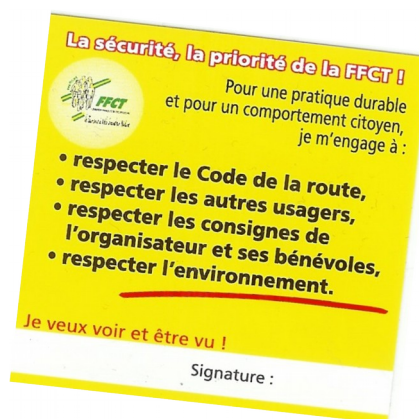 La sécurité, la priorité de la FFCT !
FFCT
Pour une pratique durable
et pour un comportement citoyen,
je m'engage à :
• respecter le Code de la route,
• respecter les autres usagers,
• respecter les consignes de
l'organisateur et ses bénévoles,
• respecter l'environnement.
Je veux voir et être vu !
Signature :